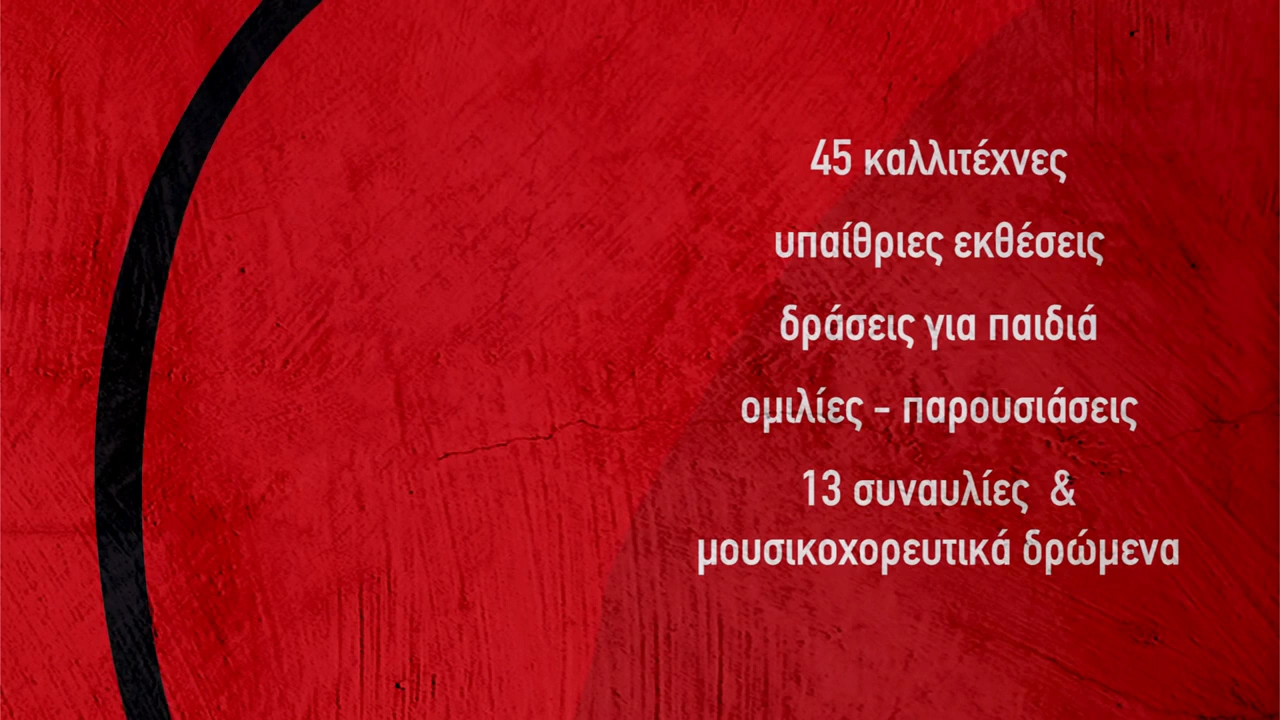 45 καλλιτέχνες
υπαίθριες εκθέσεις
δράσεις για παιδιά
ομιλίες - παρουσιάσεις
13 συναυλίες &
μουσικοχορευτικά δρώμενα